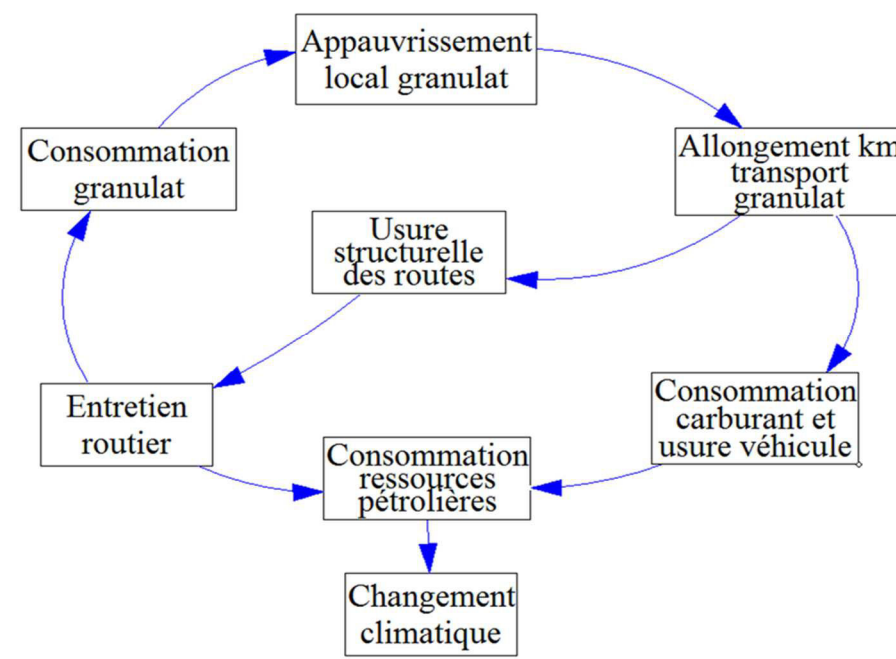 Appauvrissement
local granulat
Consommation
granulat
Allongement km
transport
granulat
Usure
structurelle
des routes
Entretien
routier
Consommation
carburant et
usure véhicule
Consommation
ressources
pétrolières
Changement
climatique